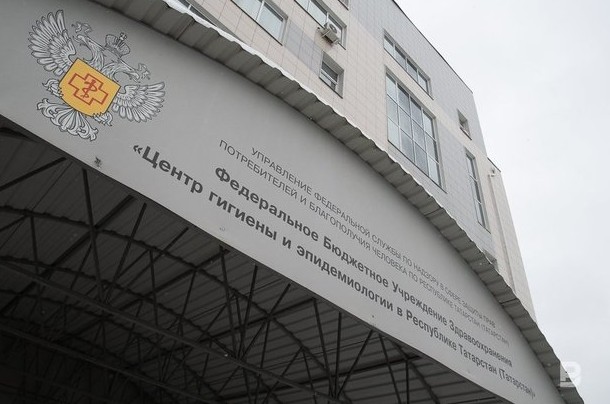 УПРАВЛЕНИЕ ФЕДЕРАЛЬНОЙ СЛУЖБЫ ПО НАДЗОРУ В СФЕРЕ ЗАЩИТЫ ПРАВ
ПОТРЕБИТЕЛЕЙ И БЛАГОПОЛУЧИЯ ЧЕЛОВЕКА ПО РЕСПУБЛИКЕ ТАТАРСТАН (ТАТАРСТАН)
Федеральное Бюджетное Учреждение Здравоохранения
«Центр гигиены и эпидемиологии в Республике Татарстан (Татарстан)»
В